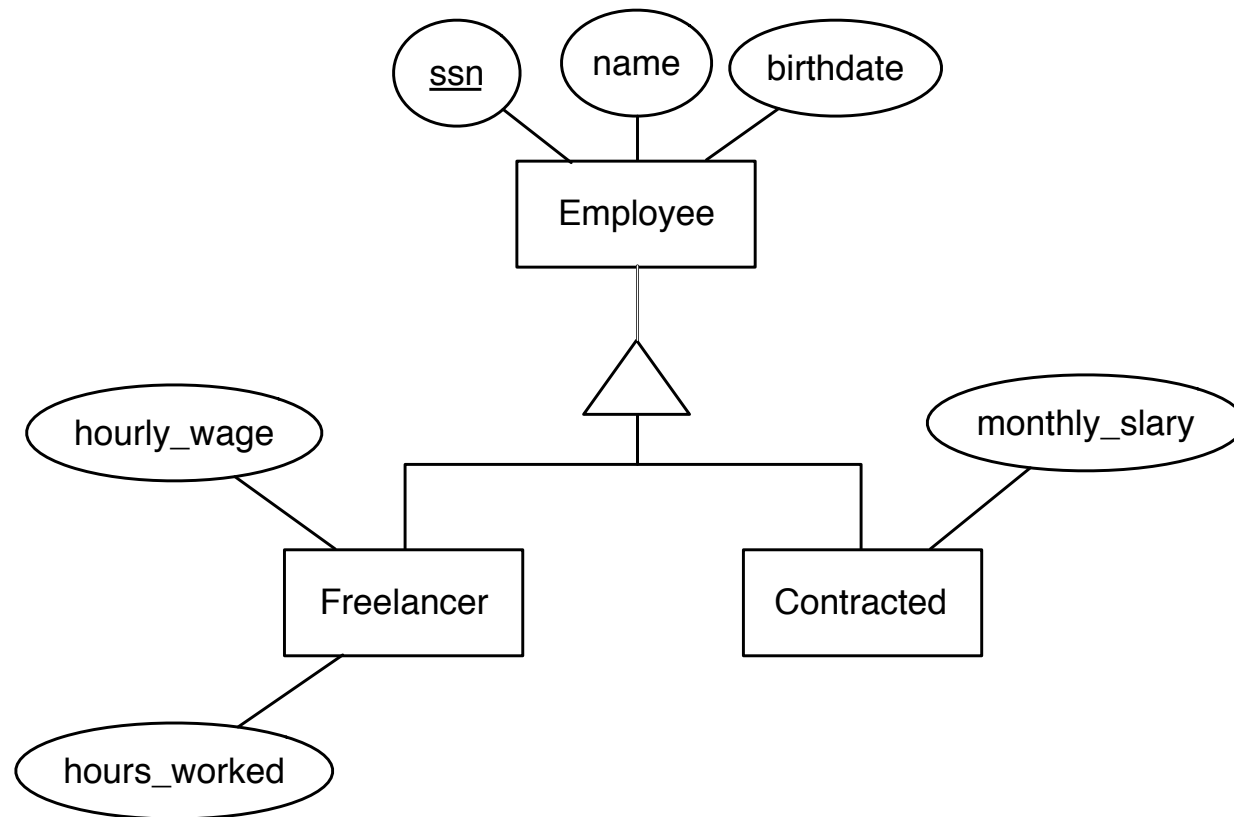 ssn
name
birthdate
Employee
hourly_wage
monthly_slary
Freelancer
Contracted
hours_worked